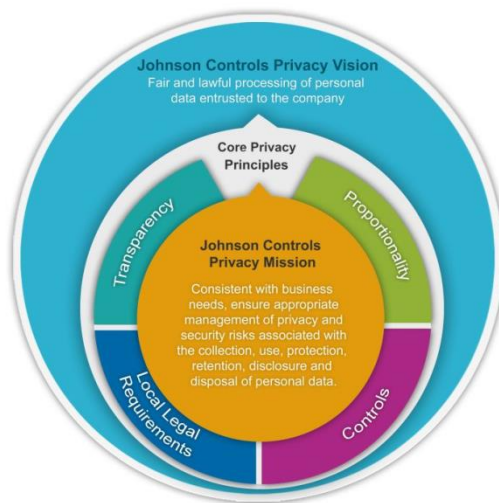 Johnson Controls Privacy Vision
Fair and lawful processing of personal
data entrusted to the company
Core Privacy
Principles
Transparency
Proportionality
Johnson Controls
Privacy Mission
Consistent with business
needs, ensure appropriate
management of privacy and
security risks associated with
the collection, use, protection,
retention, disclosure and
disposal of personal data.
Local Legal
Requirements
Controls